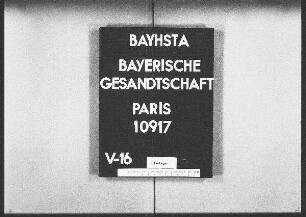 BAYHSTA
BAYERISCHE
GESANDTSCHAFT
PARIS
10917
V-16